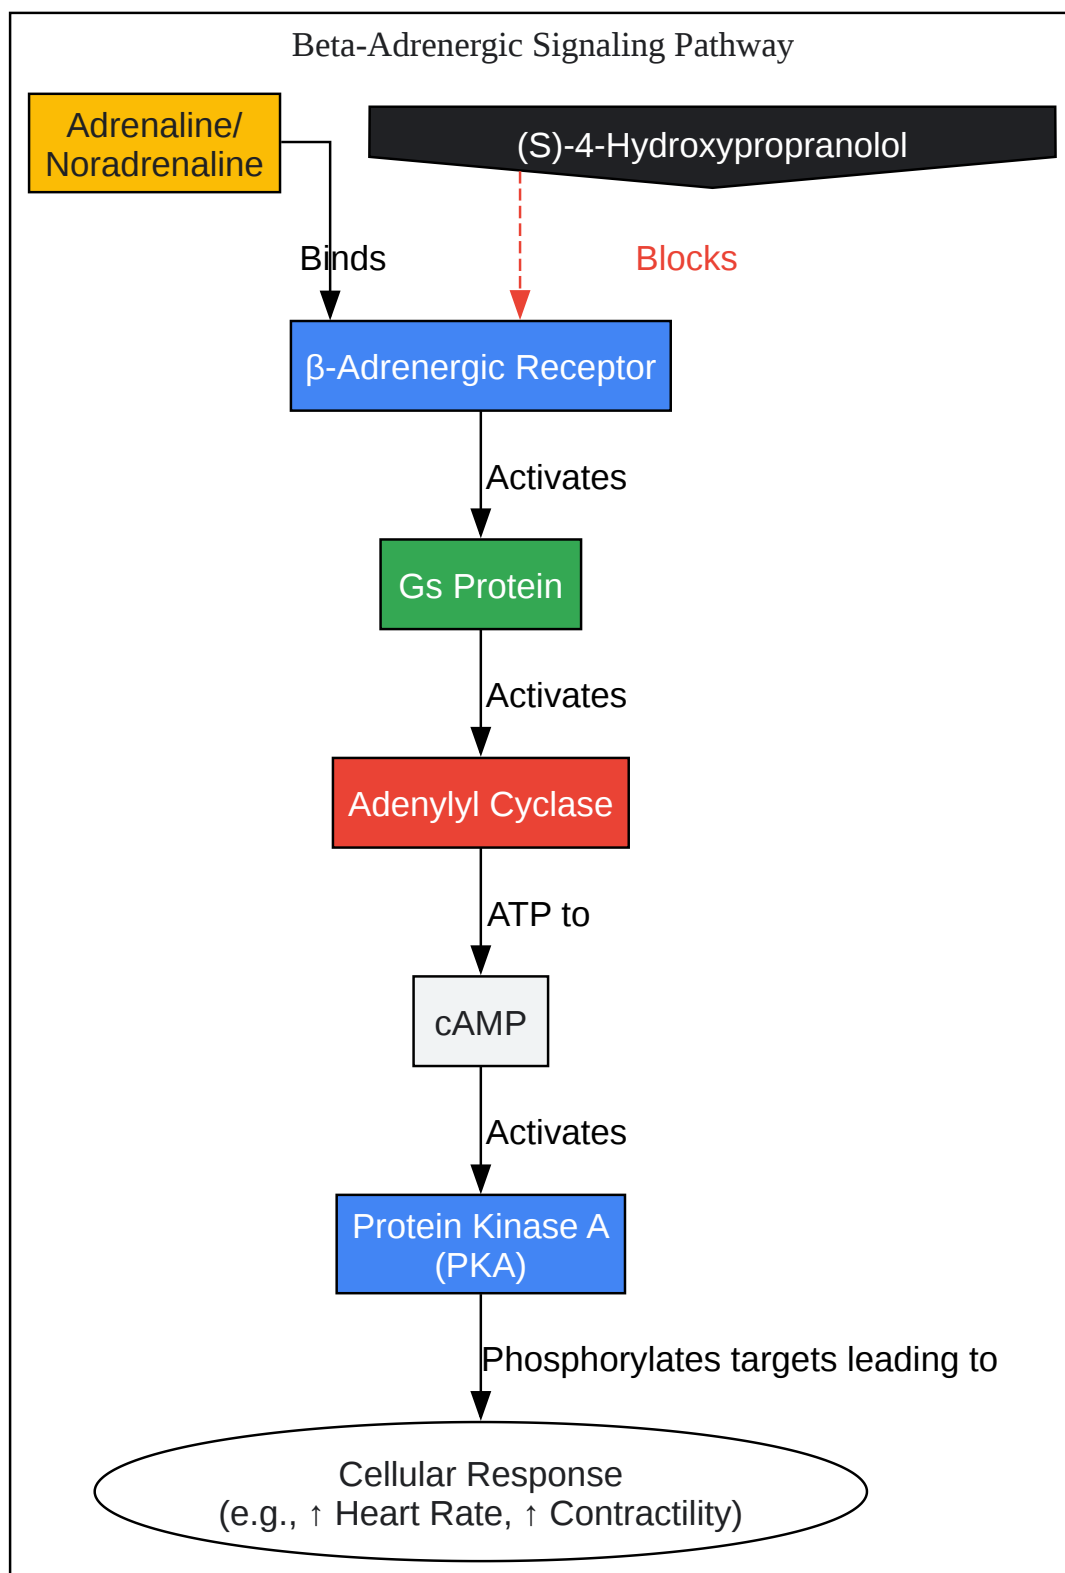 Beta-Adrenergic Signaling Pathway
Adrenaline/
Noradrenaline
(S)-4-Hydroxypropranolol
Binds
Blocks
β-Adrenergic Receptor
Activates
Gs Protein
Activates
Adenylyl Cyclase
ATP to
cAMP
Activates
Protein Kinase A
(PKA)
Phosphorylates targets leading to
Cellular Response
(e.g., ↑ Heart Rate, ↑ Contractility)